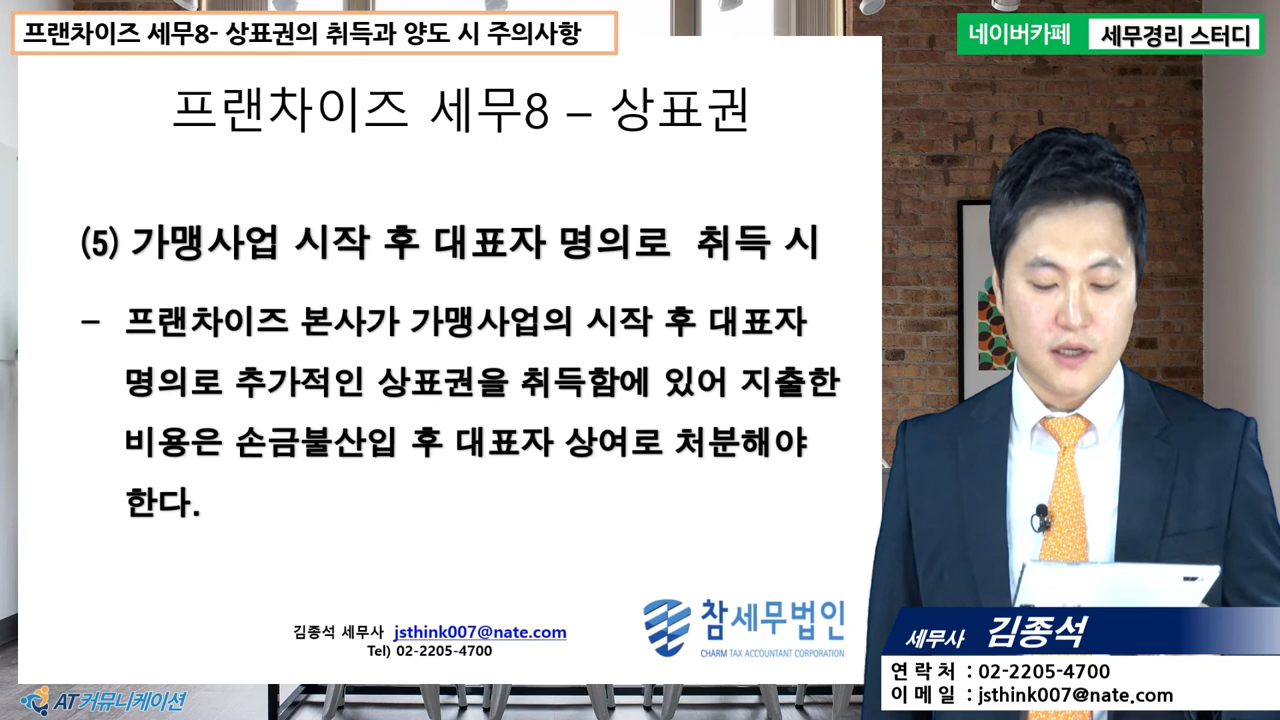 프랜차이즈 세무8- 상표권의 취득과 양도 시 주의사항
네이버카페 세무경리 스터디
프랜차이즈 세무8 – 상표권
(5) 가맹사업 시작 후 대표자 명의로 취득 시
– 프랜차이즈 본사가 가맹사업의 시작 후 대표자
명의로 추가적인 상표권을 취득함에 있어 지출한
비용은 손금불산입 후 대표자 상여로 처분해야
한다.
김종석 세무사 jsthink007@nate.com
Tel) 02-2205-4700
참세무법인
CHARM TAX ACCOUNTANT CORPORATION
세무사 김종석
연 락 처 : 02-2205-4700
이 메 일 : jsthink007@nate.com
AT커뮤니케이션